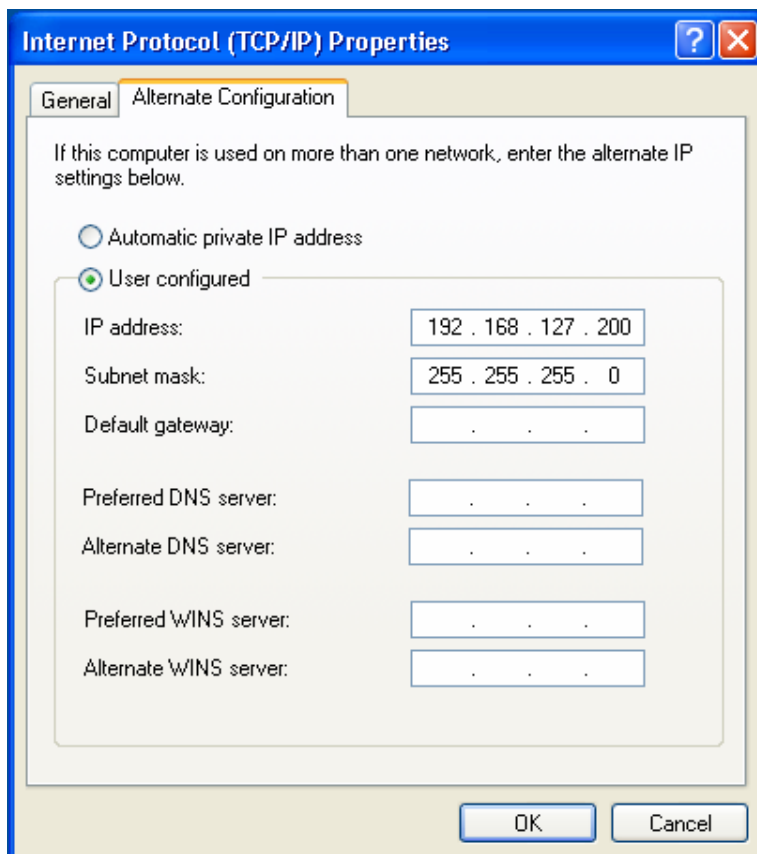 Internet Protocol (TCP/IP) Properties
General
Alternate Configuration
If this computer is used on more than one network, enter the alternate IP
settings below.
Automatic private IP address
User configured
IP address: 192 . 168 . 127 . 200
Subnet mask: 255 . 255 . 255 . 0
Default gateway: . . .
Preferred DNS server: . . .
Alternate DNS server: . . .
Preferred WINS server: . . .
Alternate WINS server: . . .
OK Cancel